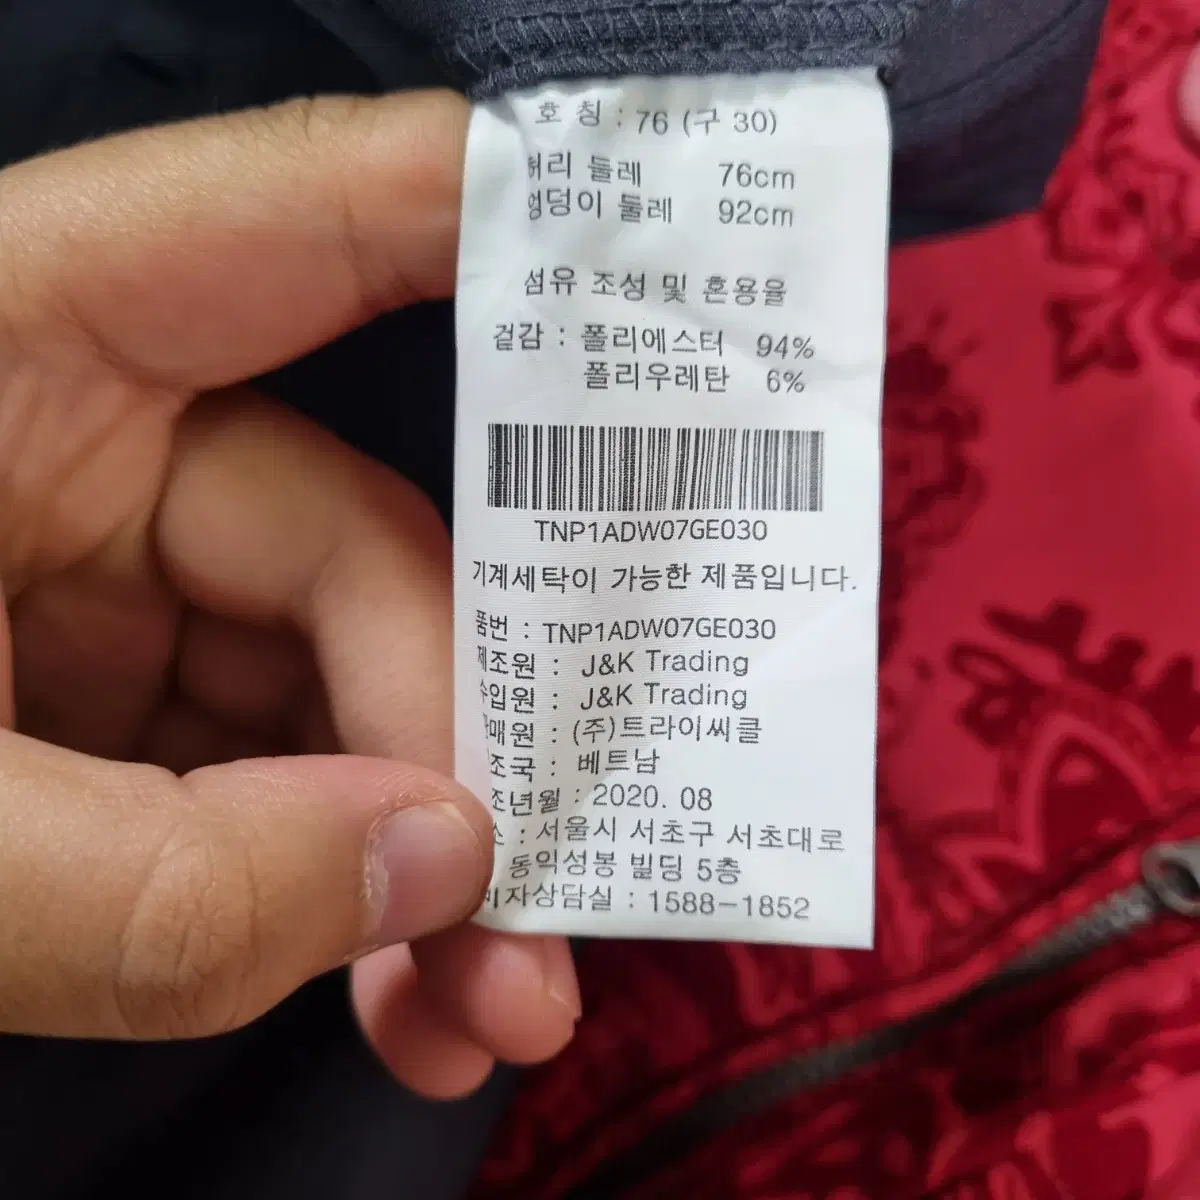 호 칭 : 76 (구 30)
허리 둘레 76cm
엉덩이 둘레 92cm
섬유 조성 및 혼용율
겉감 : 폴리에스터 94%
폴리우레탄 6%
TNP1ADW07GE030
기계세탁이 가능한 제품입니다.
품번 : TNP1ADW07GE030
제조원 : J&K Trading
수입원 : J&K Trading
판매원 : (주)트라이씨클
조국 : 베트남
조년월 : 2020. 08
소 : 서울시 서초구 서초대로
동익성봉 빌딩 5층
비자상담실 : 1588-1852